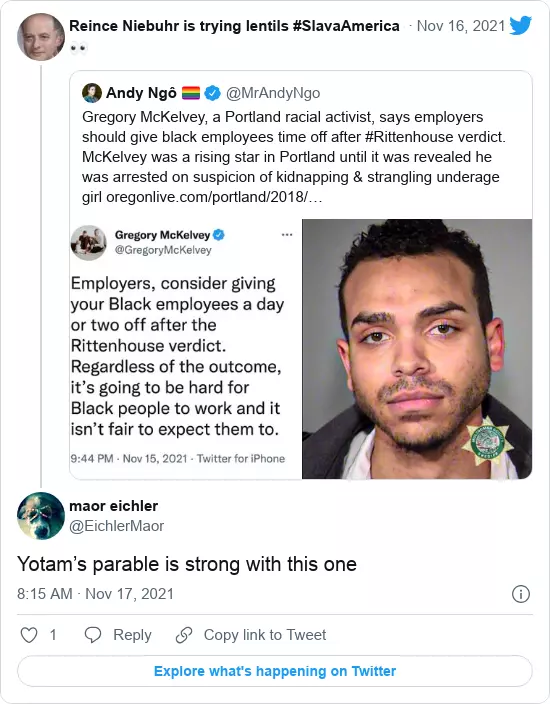 Reince Niebuhr is trying lentils #SlavaAmerica · Nov 16, 2021
👀
Andy Ngô 🏳️‍🌈 @MrAndyNgo
Gregory McKelvey, a Portland racial activist, says employers
should give black employees time off after #Rittenhouse verdict.
McKelvey was a rising star in Portland until it was revealed he
was arrested on suspicion of kidnapping & strangling underage
girl oregonlive.com/portland/2018/…
Gregory McKelvey
@GregoryMcKelvey
Employers, consider giving
your Black employees a day
or two off after the
Rittenhouse verdict.
Regardless of the outcome,
it's going to be hard for
Black people to work and it
isn't fair to expect them to.
9:44 PM · Nov 15, 2021 · Twitter for iPhone
maor eichler
@EichlerMaor
Yotam's parable is strong with this one
8:15 AM · Nov 17, 2021
1 Reply Copy link to Tweet
Explore what's happening on Twitter